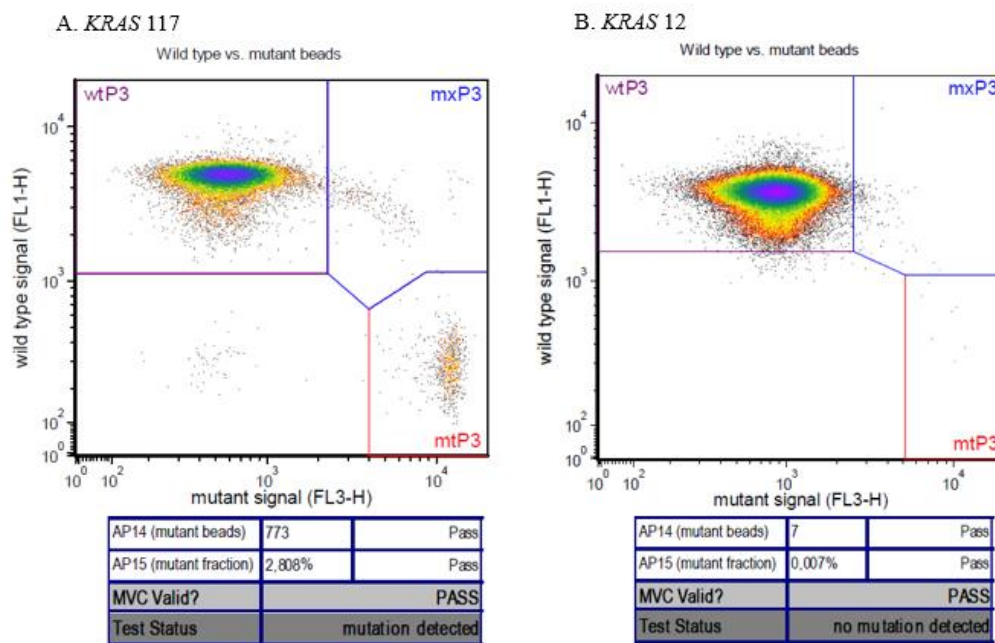 A. KRAS 117
Wild type vs. mutant beads
wtP3
mxP3
10^4
10^3
10^2
10^0
wild type signal (FL1-H)
mtP3
10^0 10^2 10^3 10^4
mutant signal (FL3-H)
AP14 (mutant beads) 773 Pass
AP15 (mutant fraction) 2,808% Pass
MVC Valid? PASS
Test Status mutation detected
B. KRAS 12
Wild type vs. mutant beads
wtP3
mxP3
10^4
10^3
10^2
10^0
wild type signal (FL1-H)
mtP3
10^0 10^2 10^3 10^4
mutant signal (FL3-H)
AP14 (mutant beads) 7 Pass
AP15 (mutant fraction) 0,007% Pass
MVC Valid? PASS
Test Status no mutation detected